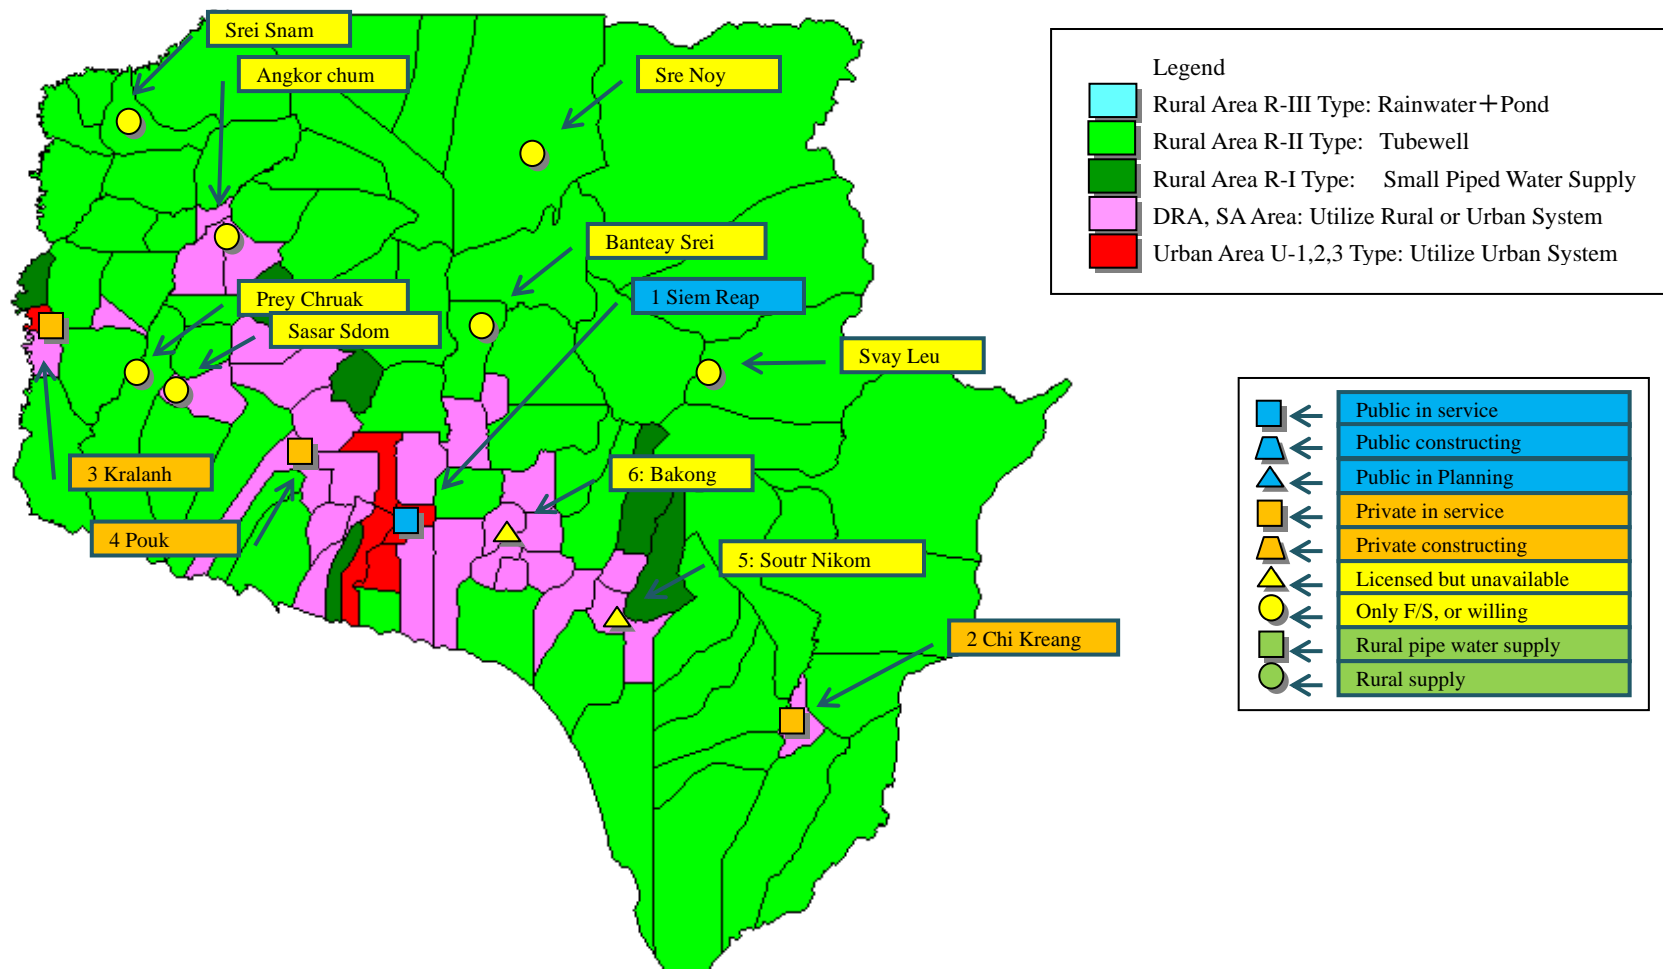 Srei Snam
Angkor chum
Sre Noy
Banteay Srei
1 Siem Reap
Prey Chruak
Sasar Sdom
Svay Leu
3 Kralanh
6: Bakong
4 Pouk
5: Soutr Nikom
2 Chi Kreang
Legend
Rural Area R-III Type: Rainwater+Pond
Rural Area R-II Type: Tubewell
Rural Area R-I Type: Small Piped Water Supply
DRA, SA Area: Utilize Rural or Urban System
Urban Area U-1,2,3 Type: Utilize Urban System
Public in service
Public constructing
Public in Planning
Private in service
Private constructing
Licensed but unavailable
Only F/S, or willing
Rural pipe water supply
Rural supply